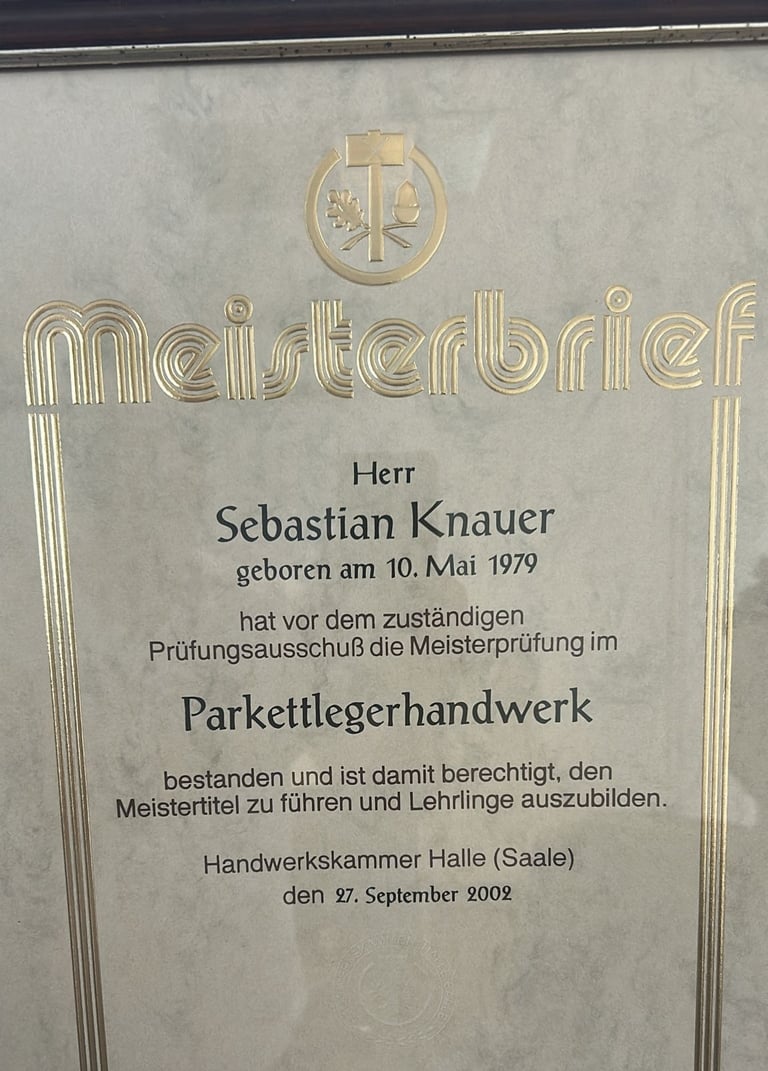 Meisterbrief
Herr
Sebastian Knauer
geboren am 10. Mai 1979
hat vor dem zuständigen
Prüfungsausschuß die Meisterprüfung im
Parkettlegerhandwerk
bestanden und ist damit berechtigt, den
Meistertitel zu führen und Lehrlinge auszubilden.
Handwerkskammer Halle (Saale)
den 27. September 2002